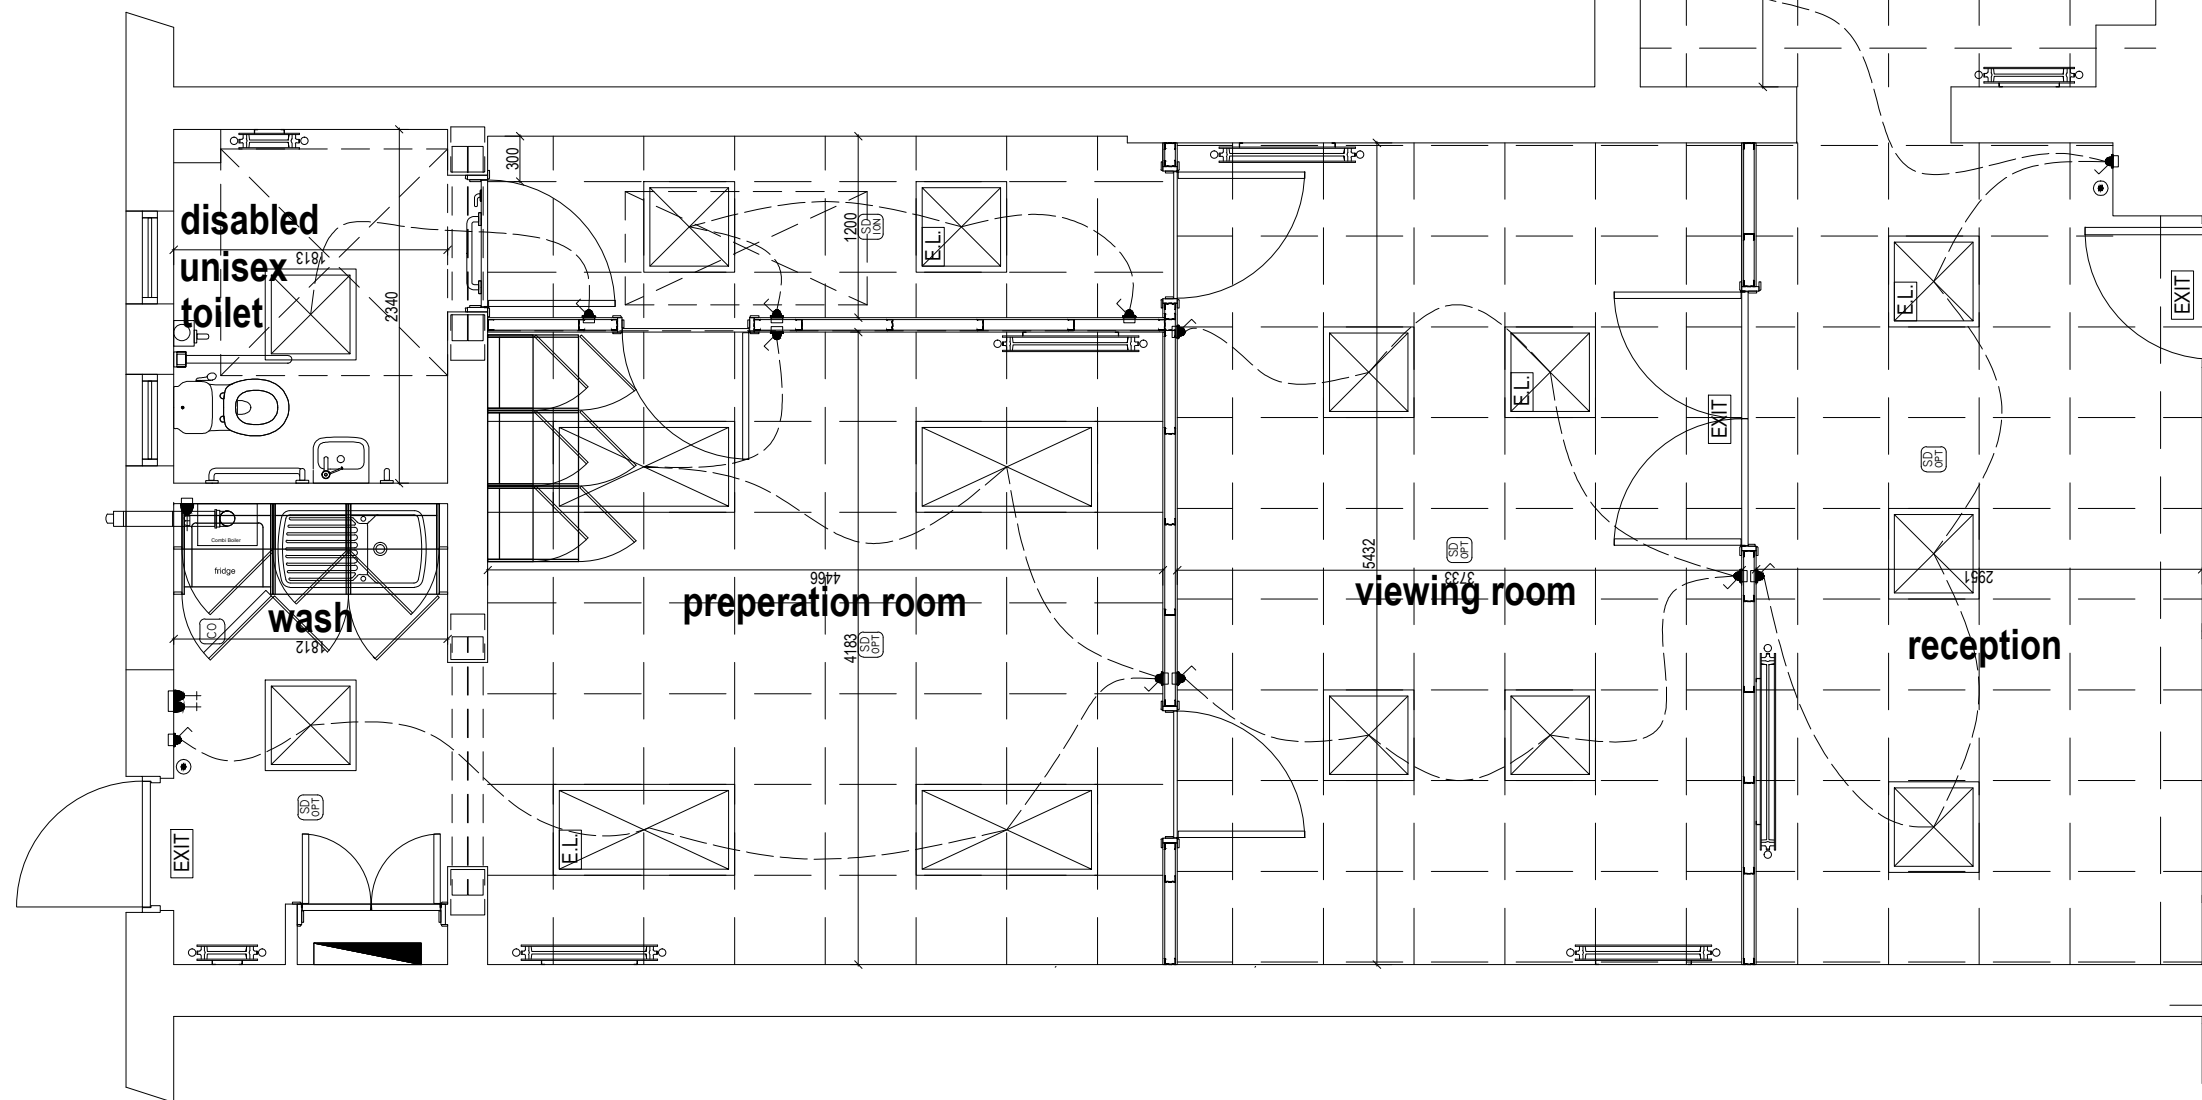 disabled
unisex
toilet
1813
2340
300
1200
SD
ION
E.L.
E.L.
EXIT
E.L.
EXIT
SD
OPT
Combi Boiler
fridge
wash
CO
1812
4466
preperation room
4183
SD
OPT
5432
SD
OPT
3733
viewing room
2951
reception
SD
OPT
EXIT
E.L.